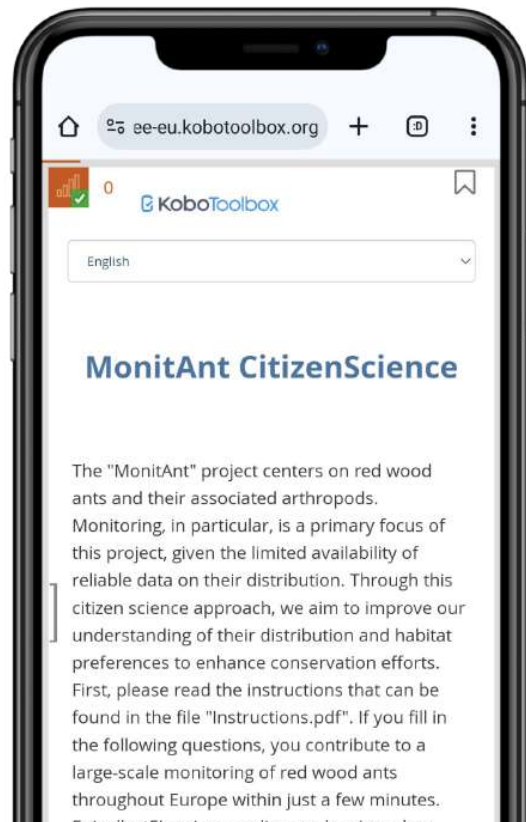 ee-eu.kobotoolbox.org
:D
0
KoboToolbox
English
MonitAnt CitizenScience
The "MonitAnt" project centers on red wood
ants and their associated arthropods.
Monitoring, in particular, is a primary focus of
this project, given the limited availability of
reliable data on their distribution. Through this
citizen science approach, we aim to improve our
understanding of their distribution and habitat
preferences to enhance conservation efforts.
First, please read the instructions that can be
found in the file "Instructions.pdf". If you fill in
the following questions, you contribute to a
large-scale monitoring of red wood ants
throughout Europe within just a few minutes.